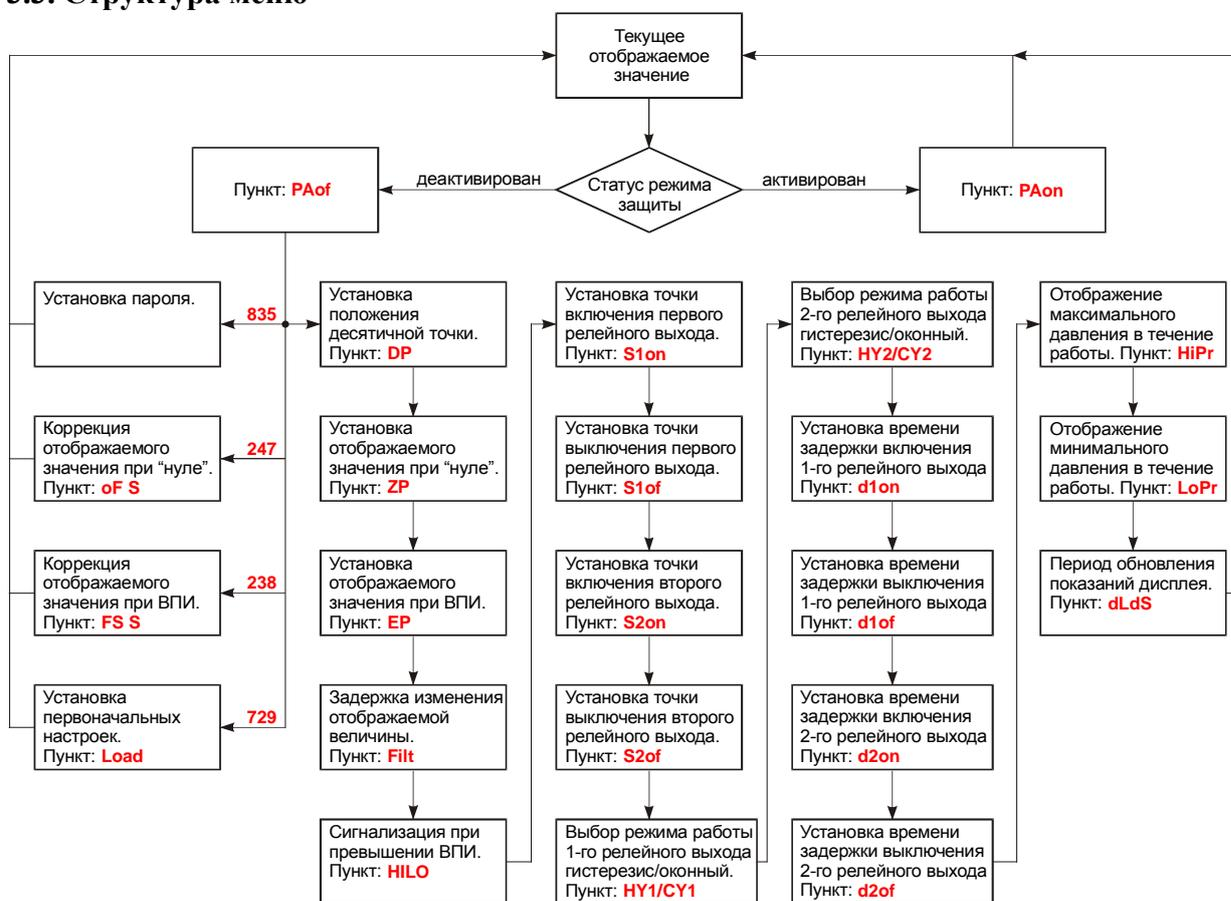 3.3. Структура меню
Текущее
отображаемое
значение
Пункт: PAof
деактивирован
Статус режима
защиты
активирован
Пункт: PAon
Установка пароля.
835
Коррекция
отображаемого
значения при “нуле”.
Пункт: oF S
247
Коррекция
отображаемого
значения при ВПИ.
Пункт: FS S
238
Установка
первоначальных
настроек.
Пункт: Load
729
Установка
положения
десятичной точки.
Пункт: DP
Установка
отображаемого
значения при “нуле”.
Пункт: ZP
Установка
отображаемого
значения при ВПИ.
Пункт: EP
Задержка изменения
отображаемой
величины.
Пункт: Filt
Сигнализация при
превышении ВПИ.
Пункт: HILO
Установка точки
включения первого
релейного выхода.
Пункт: S1on
Установка точки
выключения первого
релейного выхода.
Пункт: S1of
Установка точки
включения второго
релейного выхода.
Пункт: S2on
Установка точки
выключения второго
релейного выхода.
Пункт: S2of
Выбор режима работы
1-го релейного выхода
гистерезис/оконный.
Пункт: HY1/CY1
Выбор режима работы
2-го релейного выхода
гистерезис/оконный.
Пункт: HY2/CY2
Установка времени
задержки включения
1-го релейного выхода
Пункт: d1on
Установка времени
задержки выключения
1-го релейного выхода
Пункт: d1of
Установка времени
задержки включения
2-го релейного выхода
Пункт: d2on
Установка времени
задержки выключения
2-го релейного выхода
Пункт: d2of
Отображение
максимального
давления в течение
работы. Пункт: HiPr
Отображение
минимального
давления в течение
работы. Пункт: LoPr
Период обновления
показаний дисплея.
Пункт: dLdS